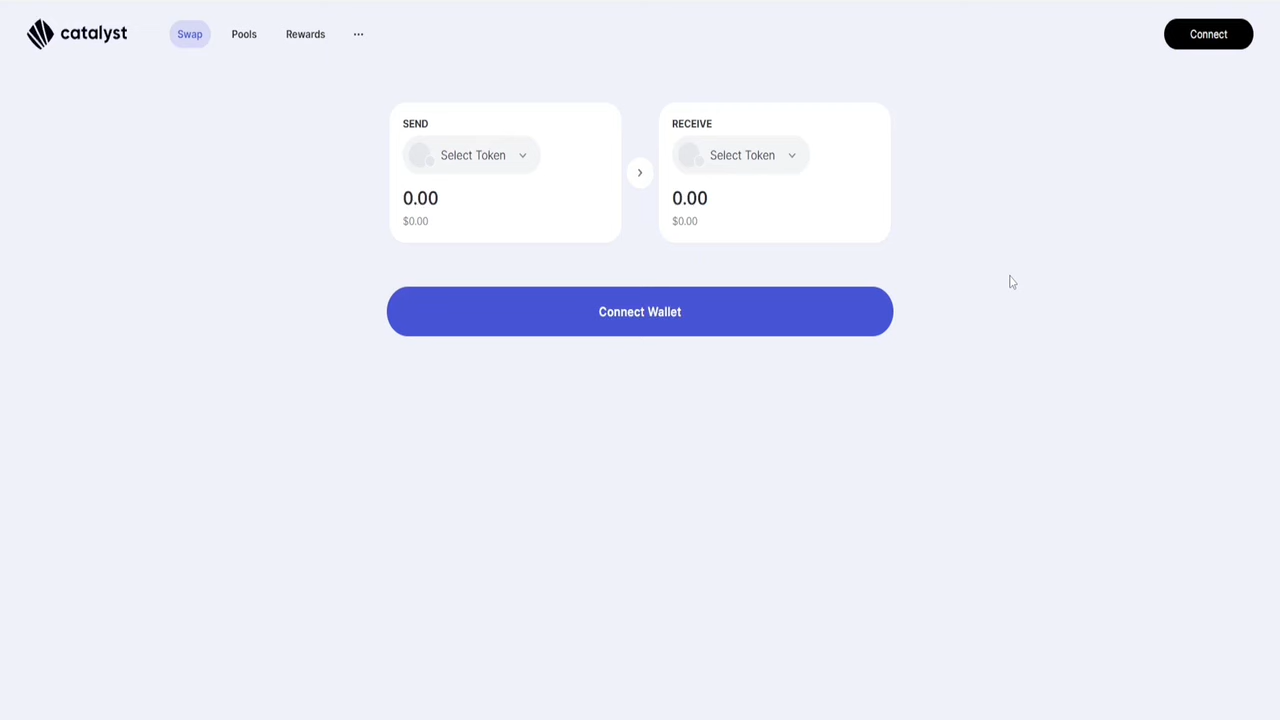 catalyst
Swap Pools Rewards ...
Connect
SEND
Select Token
0.00
$0.00
RECEIVE
Select Token
0.00
$0.00
Connect Wallet